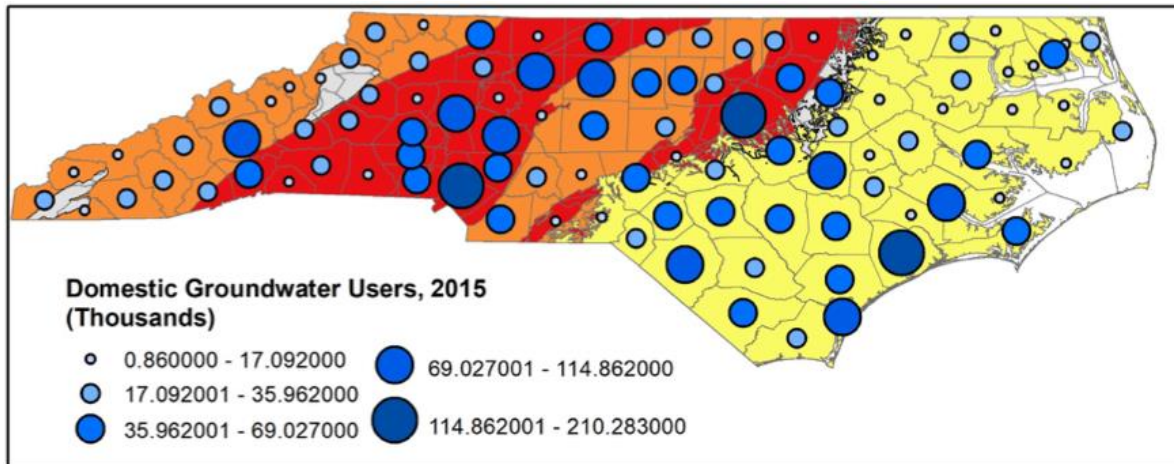 Domestic Groundwater Users, 2015
(Thousands)
0.860000 - 17.092000
17.092001 - 35.962000
35.962001 - 69.027000
69.027001 - 114.862000
114.862001 - 210.283000